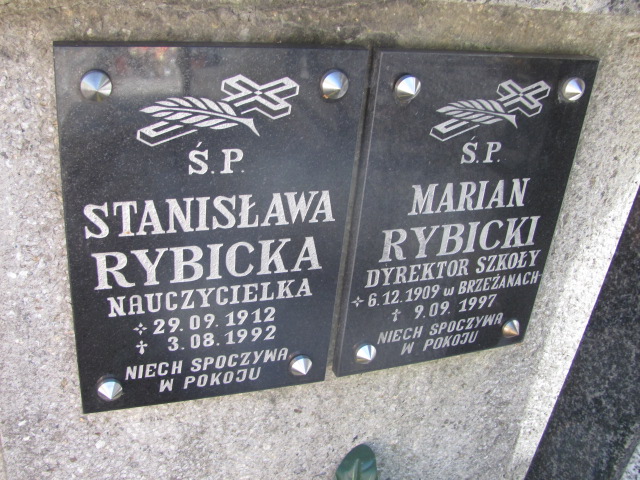 Ś.P.
STANISŁAWA
RYBICKA
NAUCZYCIELKA
29.09.1912
✝ 3.08.1992
NIECH SPOCZYWA
W POKOJU
Ś.P.
MARIAN
RYBICKI
DYREKTOR SZKOŁY
6.12.1909 w BRZEŻANACH
✝ 9.09.1997
NIECH SPOCZYWA
W POKOJU